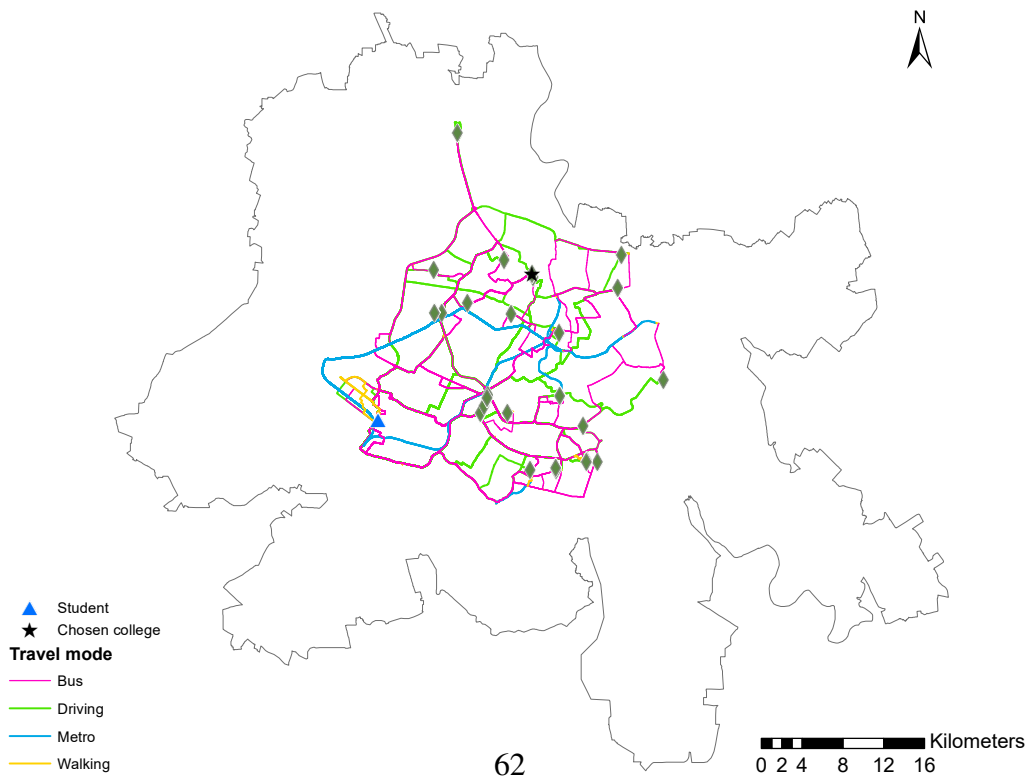 N
Student
Chosen college
Travel mode
Bus
Driving
Metro
Walking
62
Kilometers
0 2 4 8 12 16